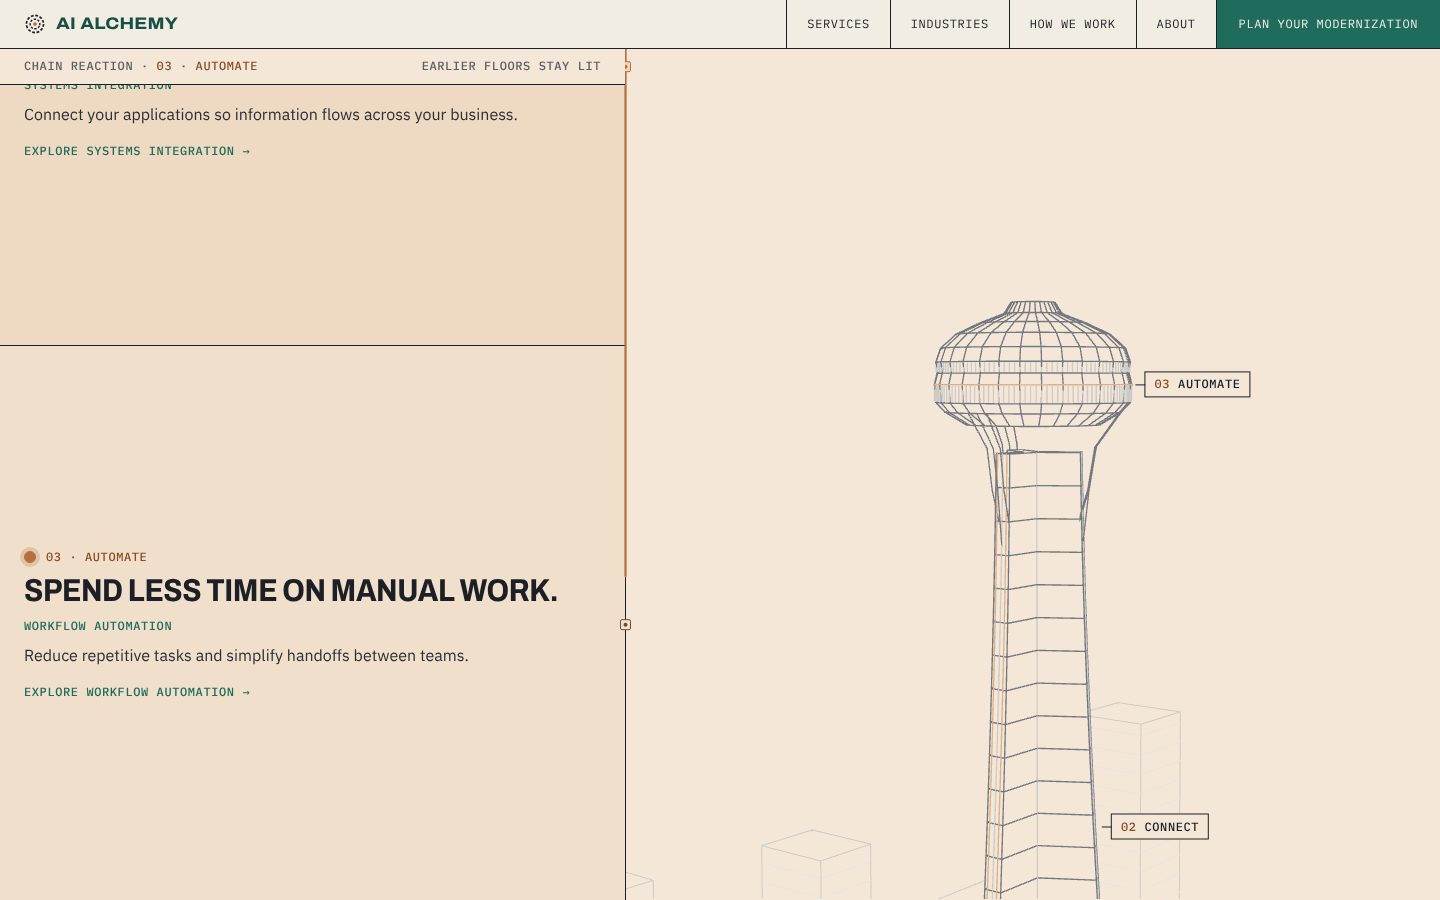 AI ALCHEMY
SERVICES
INDUSTRIES
HOW WE WORK
ABOUT
PLAN YOUR MODERNIZATION
CHAIN REACTION · 03 · AUTOMATE
EARLIER FLOORS STAY LIT
SYSTEMS INTEGRATION
Connect your applications so information flows across your business.
EXPLORE SYSTEMS INTEGRATION →
03 · AUTOMATE
SPEND LESS TIME ON MANUAL WORK.
WORKFLOW AUTOMATION
Reduce repetitive tasks and simplify handoffs between teams.
EXPLORE WORKFLOW AUTOMATION →
03 AUTOMATE
02 CONNECT